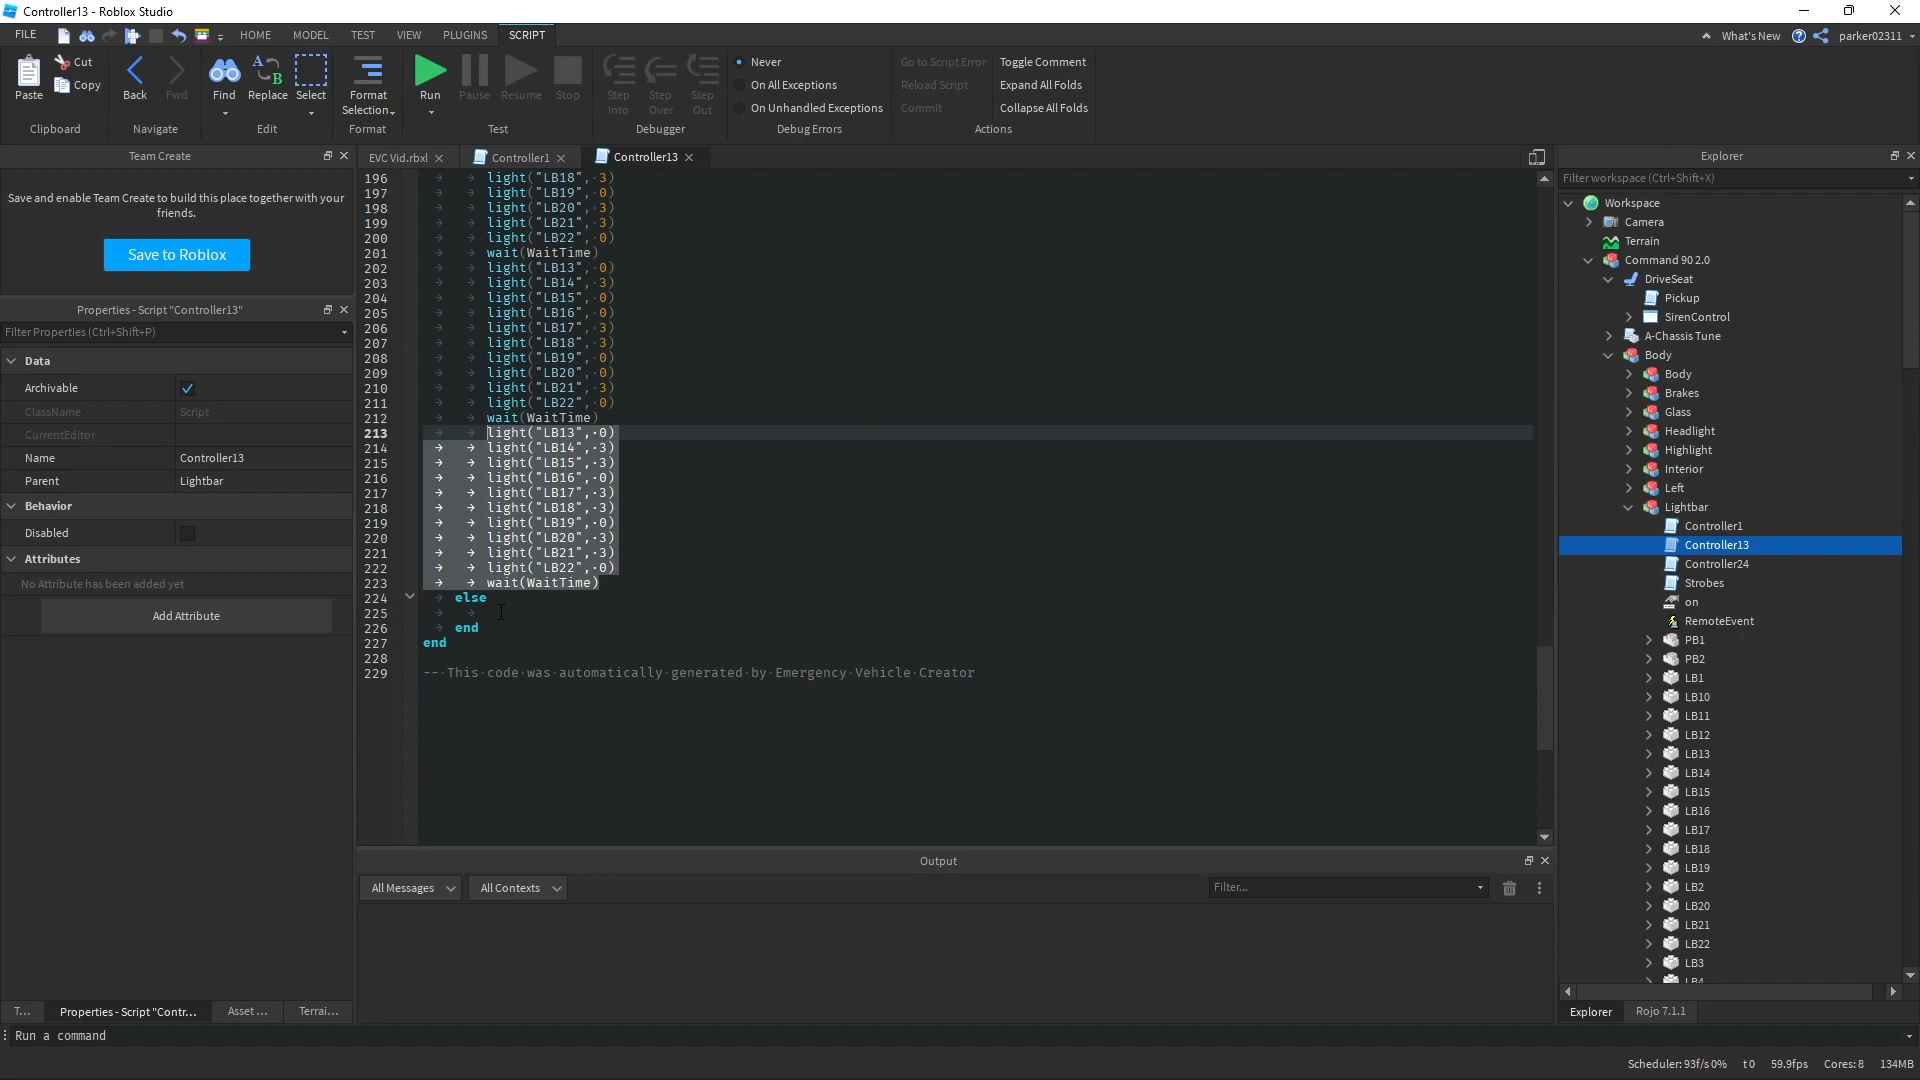 Controller13 - Roblox Studio
FILE HOME MODEL TEST VIEW PLUGINS SCRIPT What's New parker02311
Paste Cut Copy Back Fwd Find Replace Select Format Selection Run Pause Resume Stop Step Into Step Over Step Out
Never
On All Exceptions
On Unhandled Exceptions
Go to Script Error
Reload Script
Commit
Toggle Comment
Expand All Folds
Collapse All Folds
Clipboard Navigate Edit Format Test Debugger Debug Errors Actions
Team Create
Save and enable Team Create to build this place together with your
friends.
Save to Roblox
Properties - Script "Controller13"
Filter Properties (Ctrl+Shift+P)
Data
Archivable
ClassName Script
CurrentEditor
Name Controller13
Parent Lightbar
Behavior
Disabled
Attributes
No Attribute has been added yet
Add Attribute
T... Properties - Script "Contr... Asset ... Terrai...
EVC Vid.rbxl Controller1 Controller13
196 light("LB18", 3)
197 light("LB19", 0)
198 light("LB20", 3)
199 light("LB21", 3)
200 light("LB22", 0)
201 wait(WaitTime)
202 light("LB13", 0)
203 light("LB14", 3)
204 light("LB15", 0)
205 light("LB16", 0)
206 light("LB17", 3)
207 light("LB18", 3)
208 light("LB19", 0)
209 light("LB20", 0)
210 light("LB21", 3)
211 light("LB22", 0)
212 wait(WaitTime)
213 light("LB13", 0)
214 light("LB14", 3)
215 light("LB15", 3)
216 light("LB16", 0)
217 light("LB17", 3)
218 light("LB18", 3)
219 light("LB19", 0)
220 light("LB20", 3)
221 light("LB21", 3)
222 light("LB22", 0)
223 wait(WaitTime)
224 else
225
226 end
227 end
228
229 -- This code was automatically generated by Emergency Vehicle Creator
Output
All Messages All Contexts Filter...
Explorer
Filter workspace (Ctrl+Shift+X)
Workspace
Camera
Terrain
Command 90 2.0
DriveSeat
Pickup
SirenControl
A-Chassis Tune
Body
Body
Brakes
Glass
Headlight
Highlight
Interior
Left
Lightbar
Controller1
Controller13
Controller24
Strobes
on
RemoteEvent
PB1
PB2
LB1
LB10
LB11
LB12
LB13
LB14
LB15
LB16
LB17
LB18
LB19
LB2
LB20
LB21
LB22
LB3
LB4
Explorer Rojo 7.1.1
Run a command
Scheduler: 93f/s 0% t0 59.9fps Cores: 8 134MB